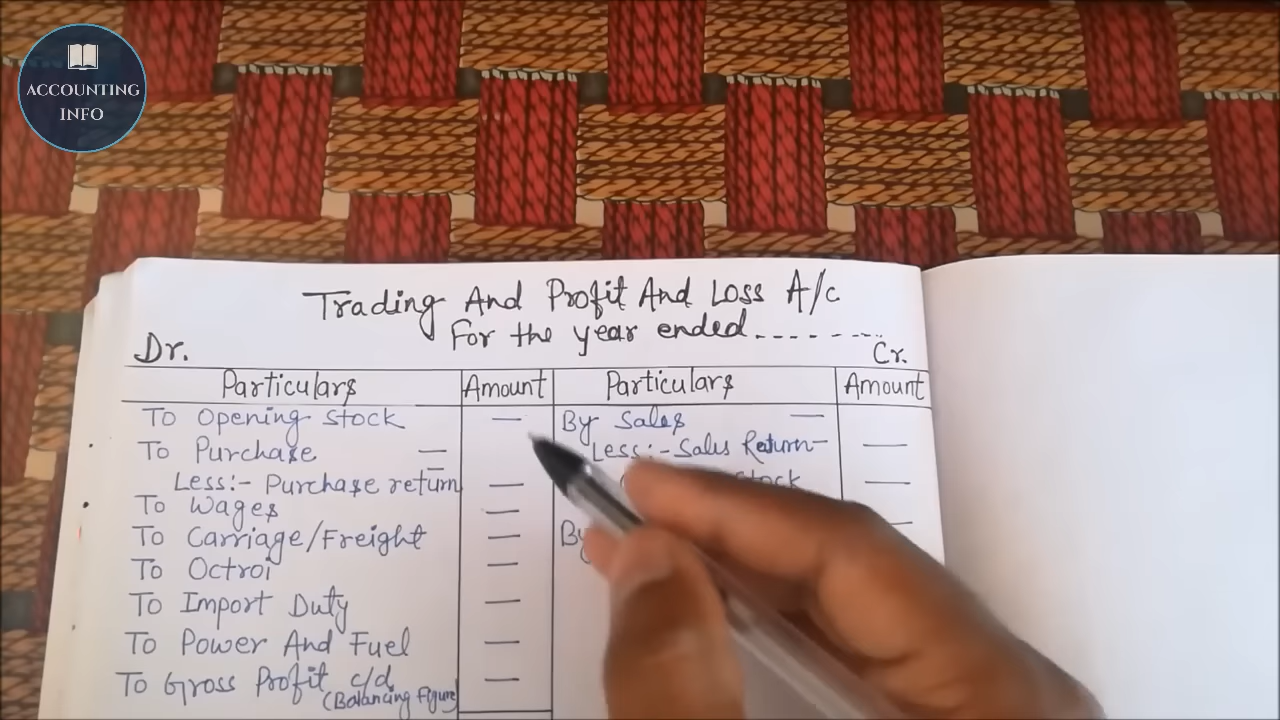 ACCOUNTING
INFO
Trading And Profit And Loss A/c
For the year ended...........
Dr.
Cr.
Particulars Amount Particulars Amount
To Opening stock — By Sales —
To Purchase — Less:- Sales Return — —
Less:- Purchase return — stock —
To Wages —
To Carriage/Freight — By —
To Octroi —
To Import Duty —
To Power And Fuel —
To Gross Profit c/d —
(Balancing figure)